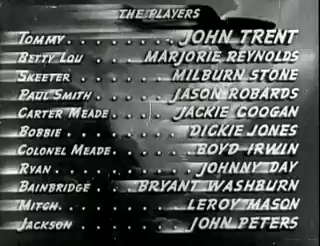 THE PLAYERS
TOMMY . . . . . . . . JOHN TRENT
BETTY LOU . . . . . MARJORIE REYNOLDS
SKEETER . . . . . . . MILBURN STONE
PAUL SMITH . . . . . . JASON ROBARDS
CARTER MEADE . . . . . JACKIE COOGAN
BOBBIE . . . . . . . . . DICKIE JONES
COLONEL MEADE . . . . . . BOYD IRWIN
RYAN . . . . . . . . . . JOHNNY DAY
BAINBRIDGE . . . . BRYANT WASHBURN
MITCH . . . . . . . . . LEROY MASON
JACKSON . . . . . . . . JOHN PETERS